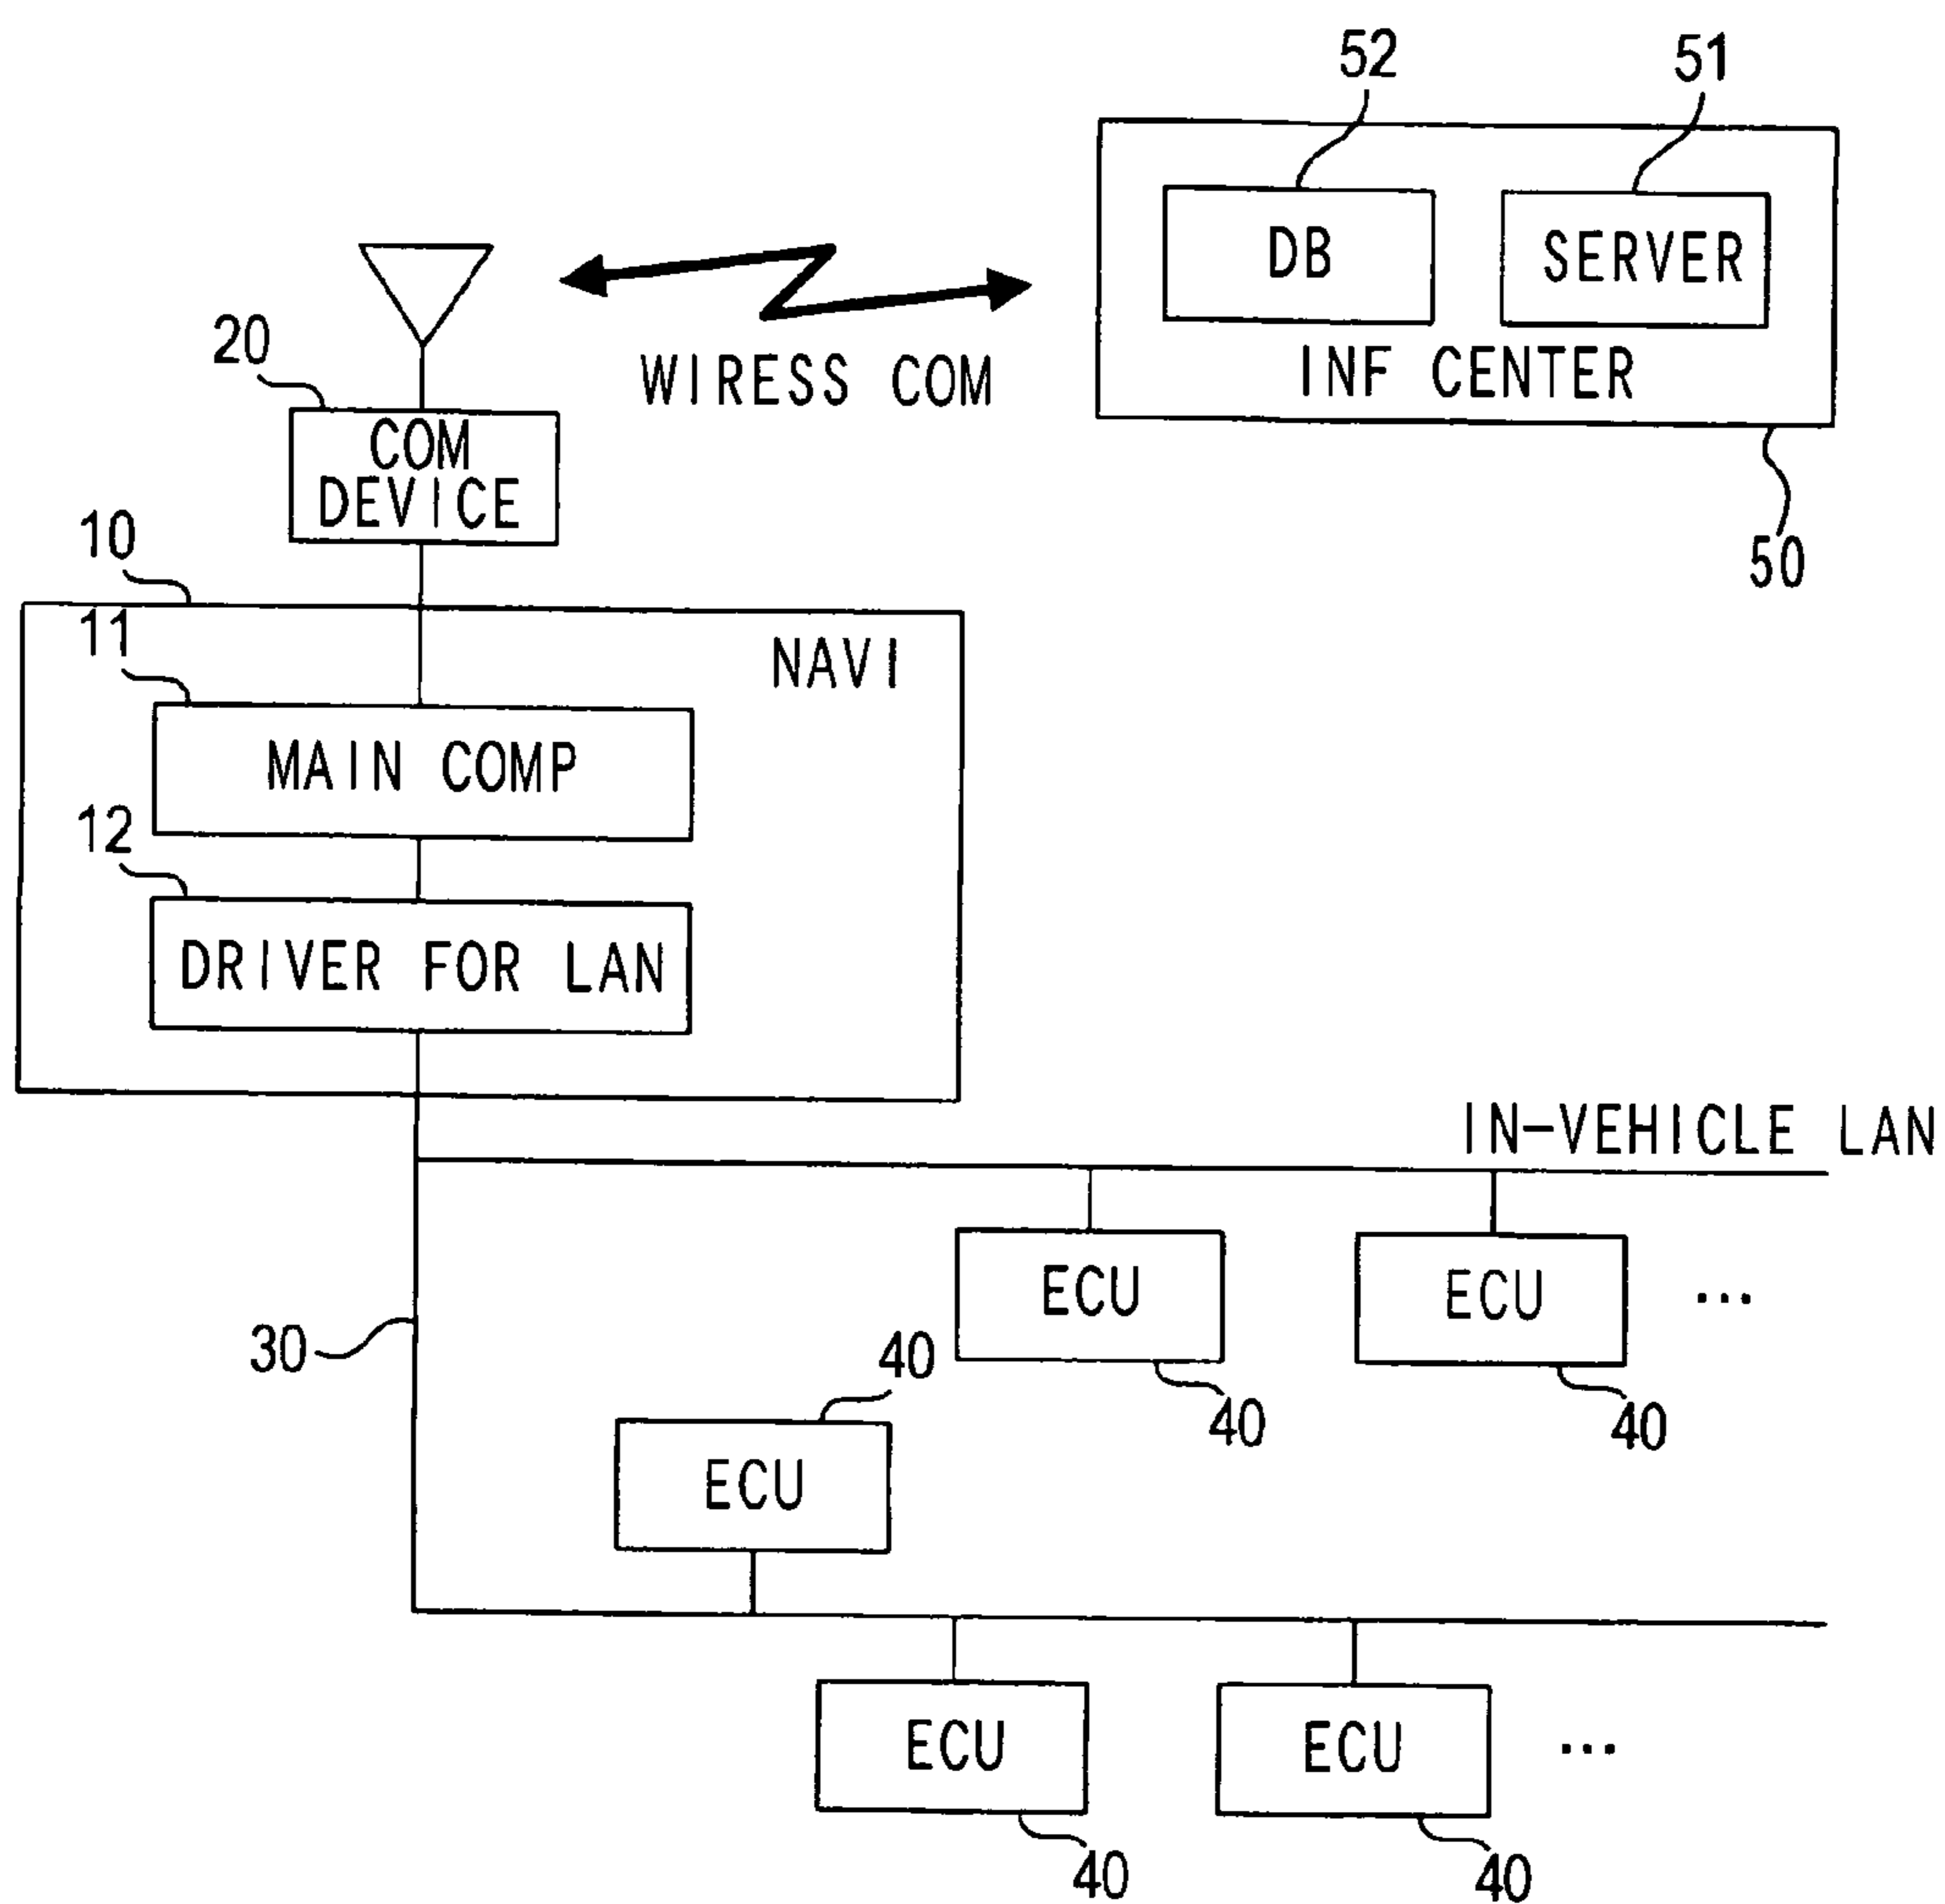 52
51
DB
SERVER
INF CENTER
50
WIRESS COM
20
COM
DEVICE
10
11
NAVI
MAIN COMP
12
DRIVER FOR LAN
IN-VEHICLE LAN
ECU
ECU
...
30
40
40
40
ECU
ECU
ECU
...
40
40